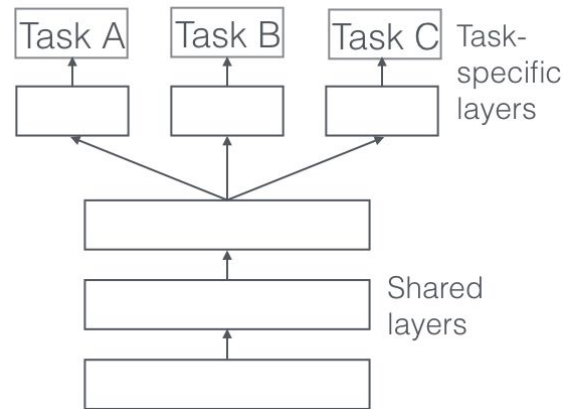 Task A Task B Task C
Task-
specific
layers
Shared
layers